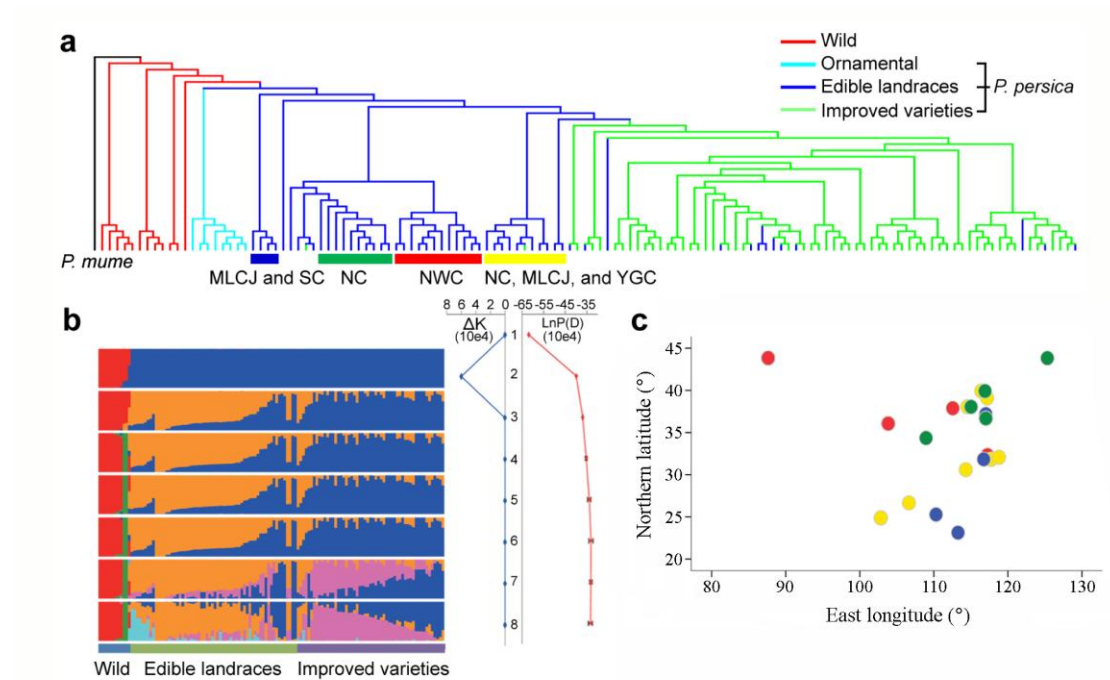 a
Wild
Ornamental
Edible landraces
P. persica
Improved varieties
P. mume
MLCJ and SC
NC
NWC
NC, MLCJ, and YGC
b
8 6 4 2 0
-65 -55 -45 -35
ΔK
(10e4)
LnP(D)
(10e4)
1
2
3
4
5
6
7
8
Wild
Edible landraces
Improved varieties
c
45
40
35
30
25
20
Northern latitude (°)
80 90 100 110 120 130
East longitude (°)